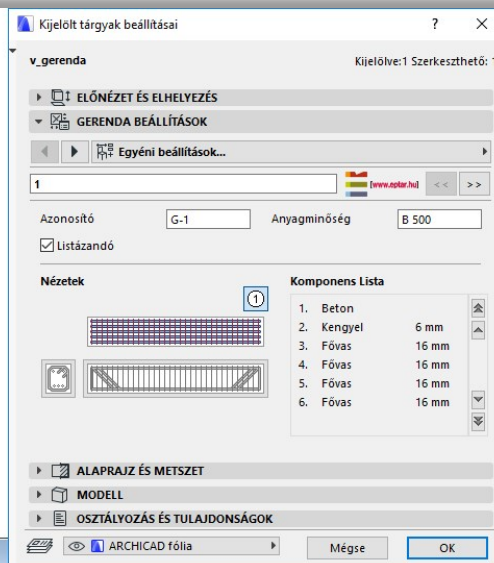 Kijelölt tárgyak beállításai ? ×
v_gerenda Kijelölve:1 Szerkeszthető:
ELŐNÉZET ÉS ELHELYEZÉS
GERENDA BEÁLLÍTÁSOK
Egyéni beállítások...
1 [www.eptar.hu] << >>
Azonosító G-1 Anyagminőség B 500
Listázandó
Nézetek Komponens Lista
1
1. Beton
2. Kengyel 6 mm
3. Fővas 16 mm
4. Fővas 16 mm
5. Fővas 16 mm
6. Fővas 16 mm
ALAPRAJZ ÉS METSZET
MODELL
OSZTÁLYOZÁS ÉS TULAJDONSÁGOK
ARCHICAD fólia Mégse OK